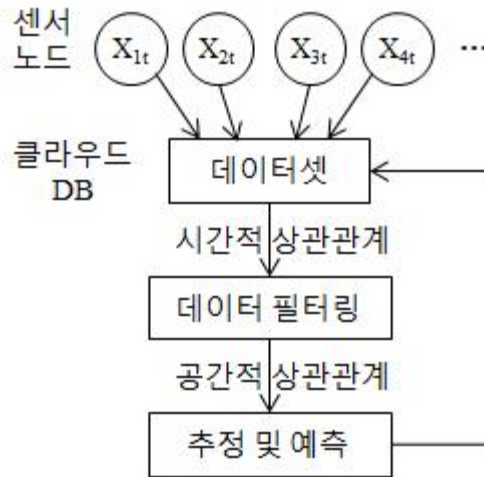 센서
노드
X1t X2t X3t X4t ...
클라우드
DB
데이터셋
시간적 상관관계
데이터 필터링
공간적 상관관계
추정 및 예측